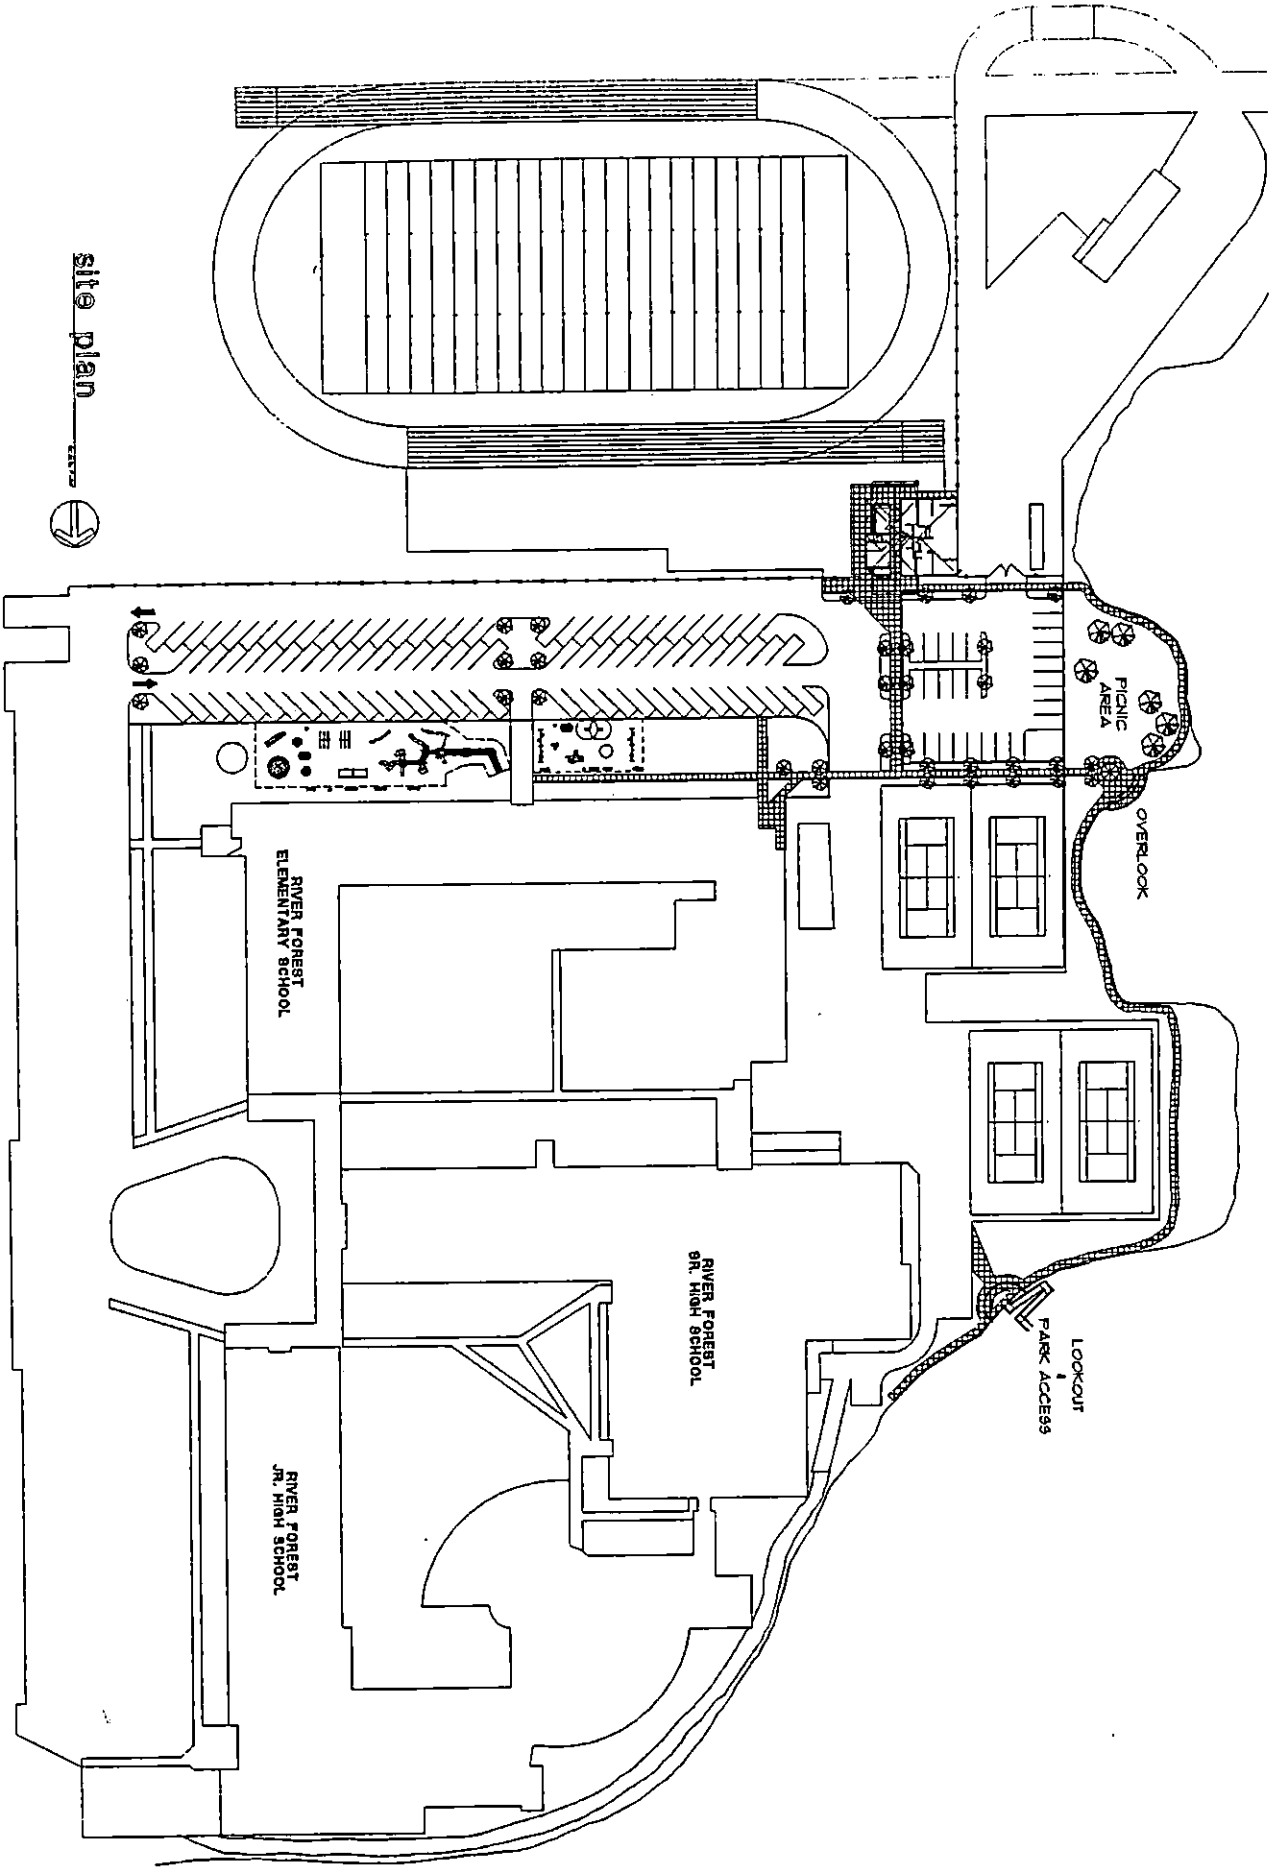 site plan
PICNIC
AREA
OVERLOOK
RIVER FOREST
ELEMENTARY SCHOOL
RIVER FOREST
SR. HIGH SCHOOL
LOOKOUT
&
PARK ACCESS
RIVER FOREST
JR. HIGH SCHOOL